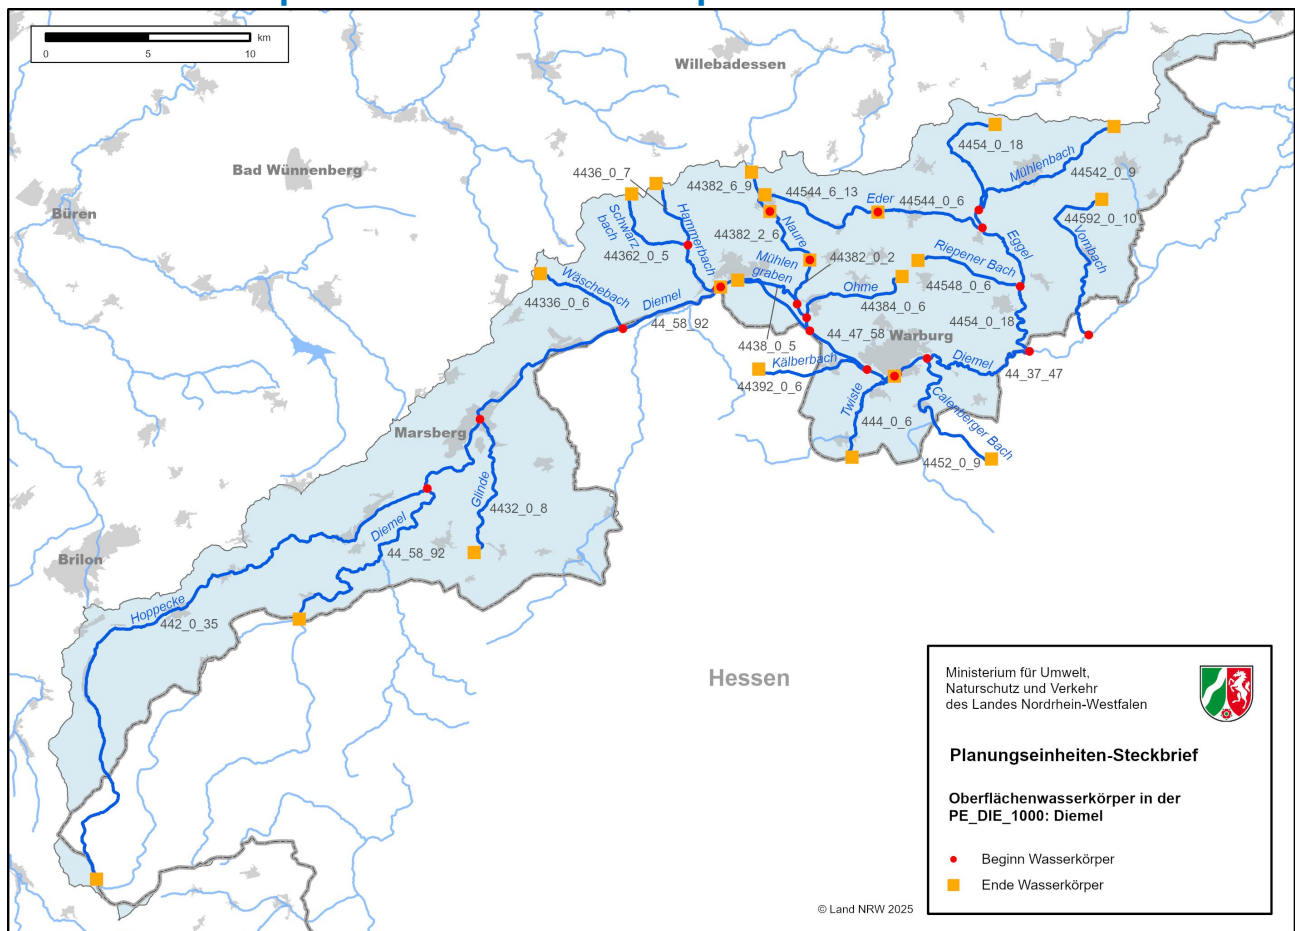 0
5
10
km
Willebadessen
Bad Wünnenberg
Büren
4436_0_7
44382_6_9
44544_6_13
Eder
44544_0_6
4454_0_18
Mühlenbach
44542_0_9
44592_0_10
Schwarz
bach
Hammerbach
44362_0_5
44382_2_6
Naure
Mühlen
graben
44382_0_2
Eggel
Riepener Bach
Vombach
Wäschebach
44336_0_6
Diemel
44_58_92
Ohme
44384_0_6
44548_0_6
4454_0_18
4438_0_5
44_47_58
Warburg
Diemel
44_37_47
Kälberbach
44392_0_6
Twiste
444_0_6
Calenberger Bach
4452_0_9
Marsberg
Glinde
4432_0_8
Diemel
44_58_92
Brilon
Hoppecke
442_0_35
Hessen
Ministerium für Umwelt,
Naturschutz und Verkehr
des Landes Nordrhein-Westfalen
Planungseinheiten-Steckbrief
Oberflächenwasserkörper in der
PE_DIE_1000: Diemel
Beginn Wasserkörper
Ende Wasserkörper
© Land NRW 2025